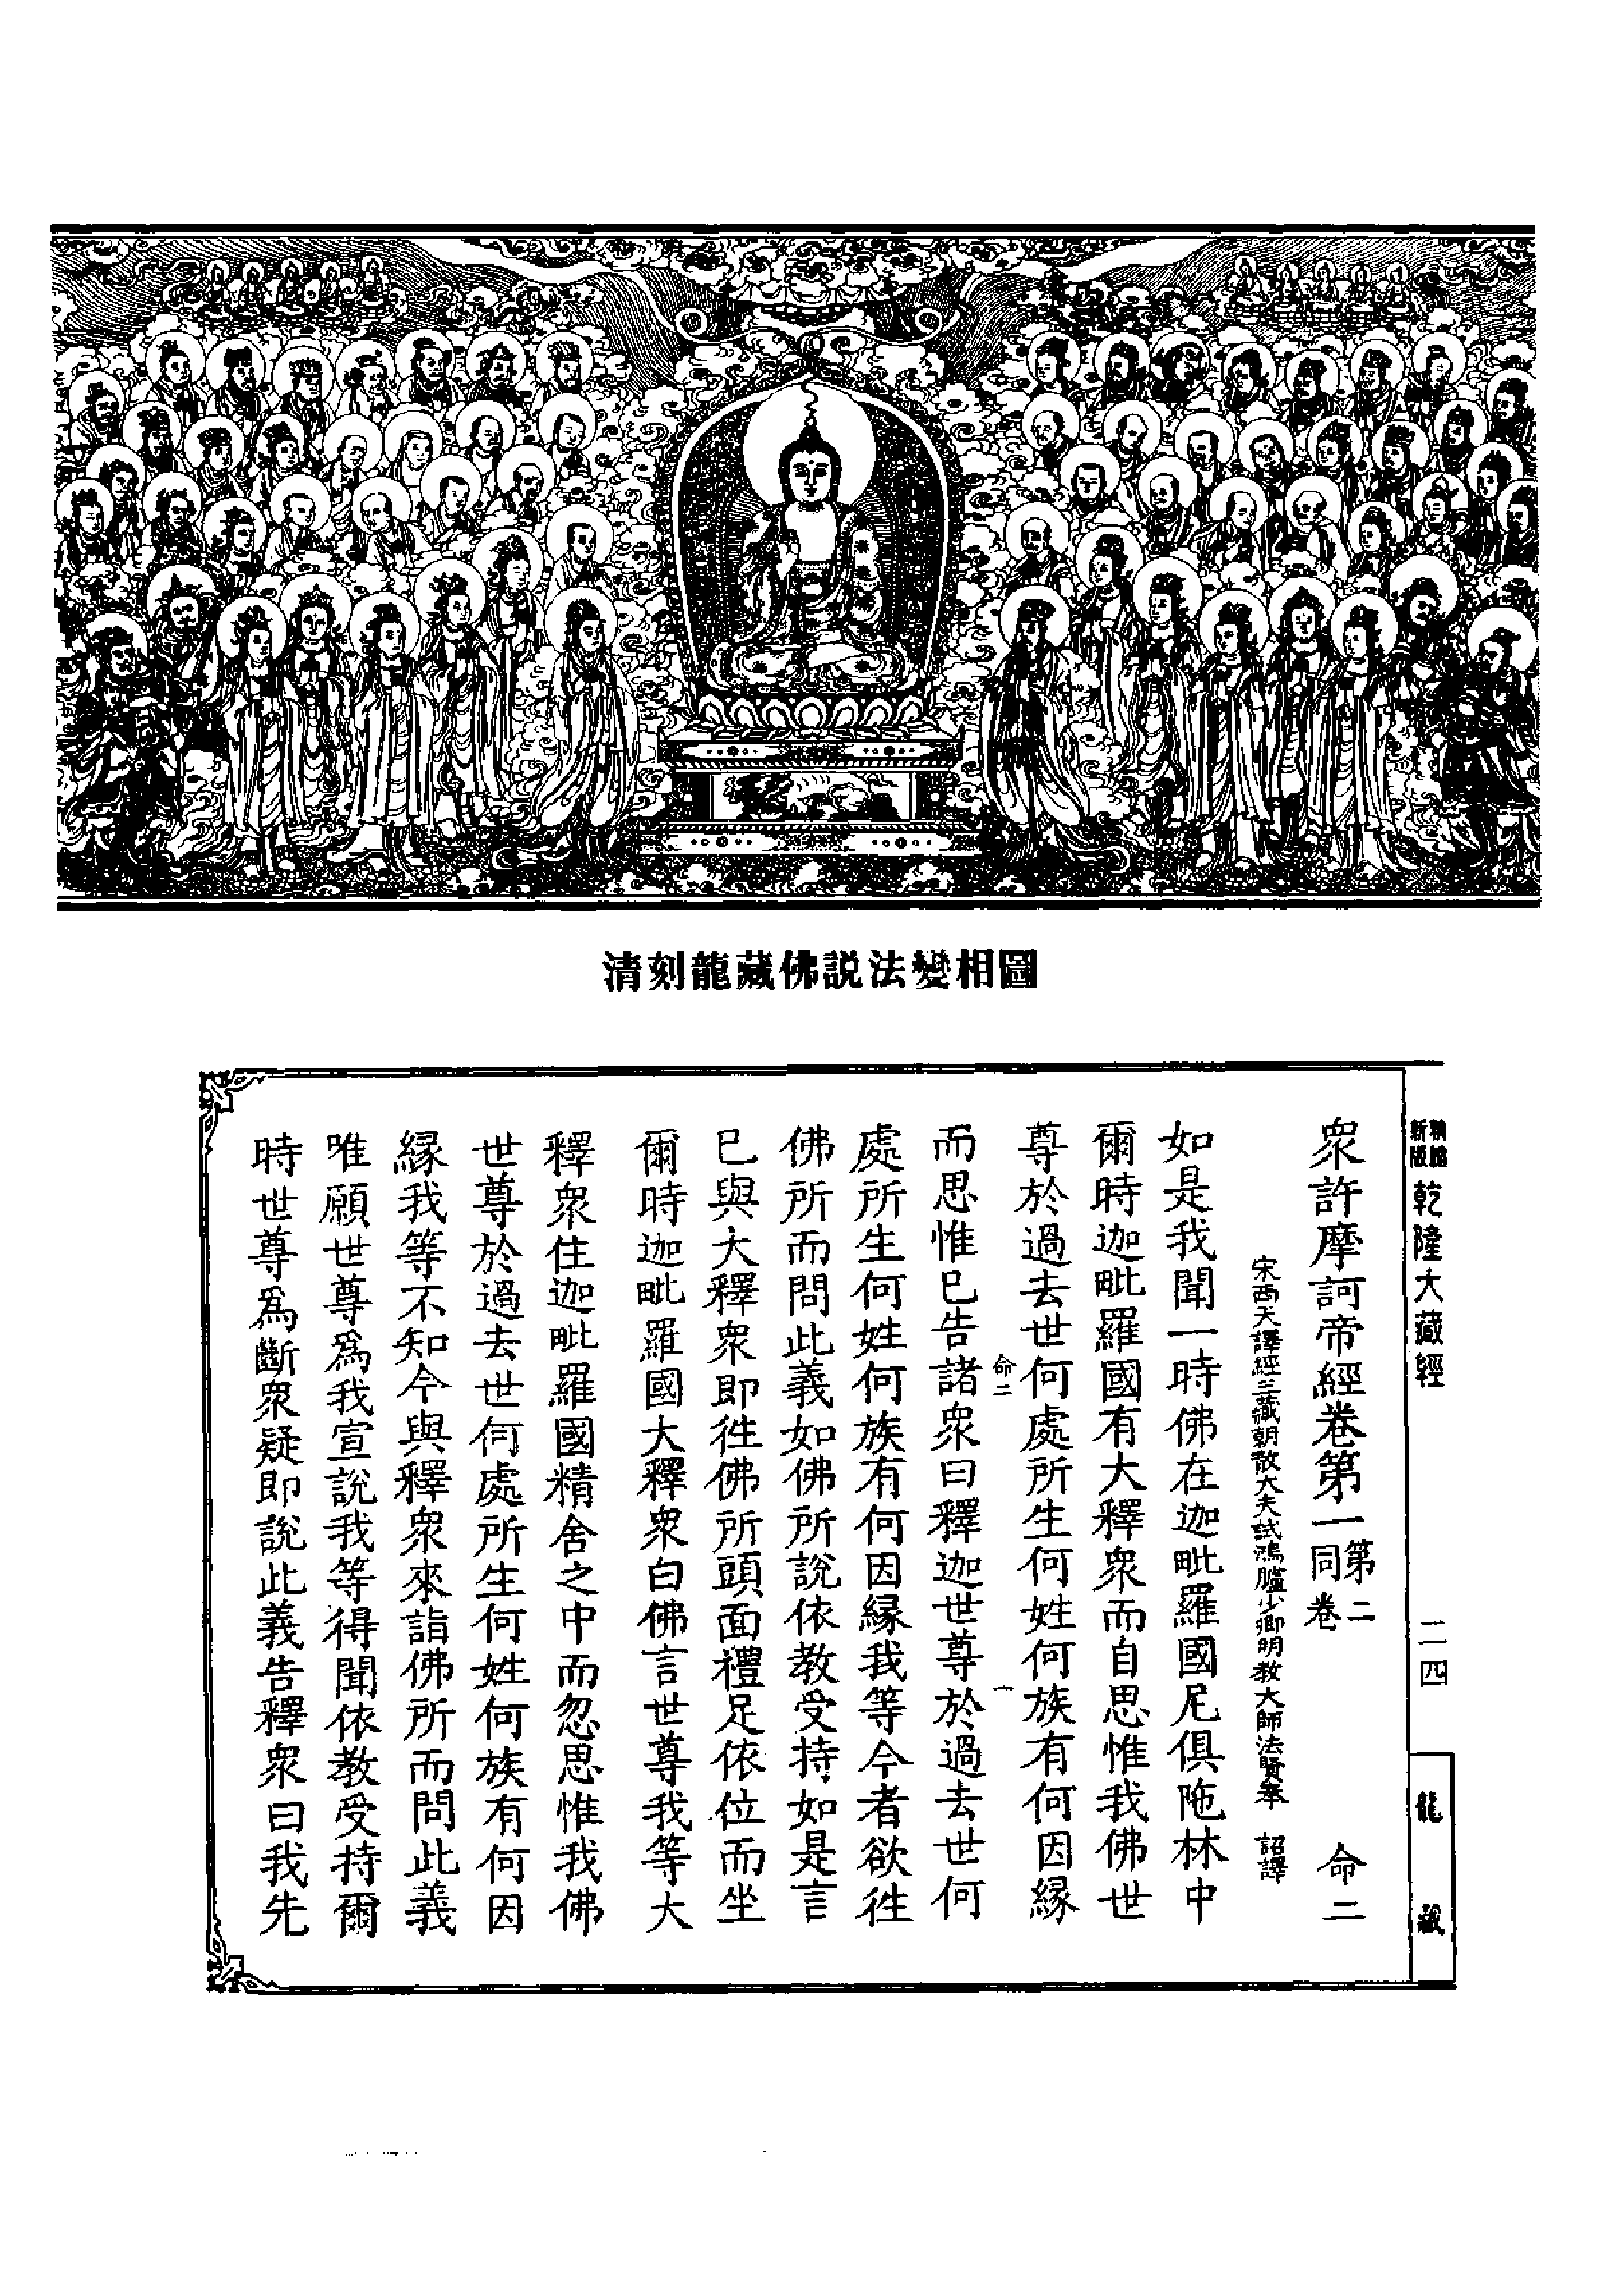 清刻龍藏佛說法變相圖
新版
精縮
乾隆大藏經
二四
龍藏
衆許摩訶帝經卷第一第二同卷 命二
宋西天譯經三藏朝散大夫試鴻臚少卿明教大師法賢奉 詔譯
如是我聞一時佛在迦毗羅國尼俱陁林中
爾時迦毗羅國有大釋衆而自思惟我佛世
尊於過去世何處所生何姓何族有何因緣
命二 一
而思惟已告諸衆曰釋迦世尊於過去世何
處所生何姓何族有何因緣我等今者欲徃
佛所而問此義如佛所說依教受持如是言
已與大釋衆即徃佛所頭面禮足依位而坐
爾時迦毗羅國大釋衆白佛言世尊我等大
釋衆住迦毗羅國精舍之中而忽思惟我佛
世尊於過去世何處所生何姓何族有何因
緣我等不知今與釋衆來詣佛所而問此義
唯願世尊爲我宣說我等得聞依教受持爾
時世尊爲斷衆疑即說此義告釋衆曰我先